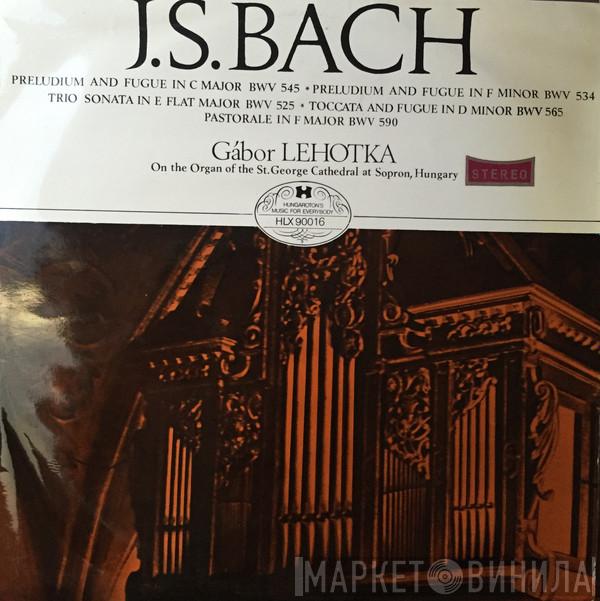 J.S. BACH
PRELUDIUM AND FUGUE IN C MAJOR BWV 545 • PRELUDIUM AND FUGUE IN F MINOR BWV 534
TRIO SONATA IN E FLAT MAJOR BWV 525 • TOCCATA AND FUGUE IN D MINOR BWV 565
PASTORALE IN F MAJOR BWV 590
Gábor LEHOTKA
On the Organ of the St. George Cathedral at Sopron, Hungary
STEREO
HUNGAROTON'S
MUSIC FOR EVERYBODY
HLX 90016
МАРКЕТ ВИНИЛА